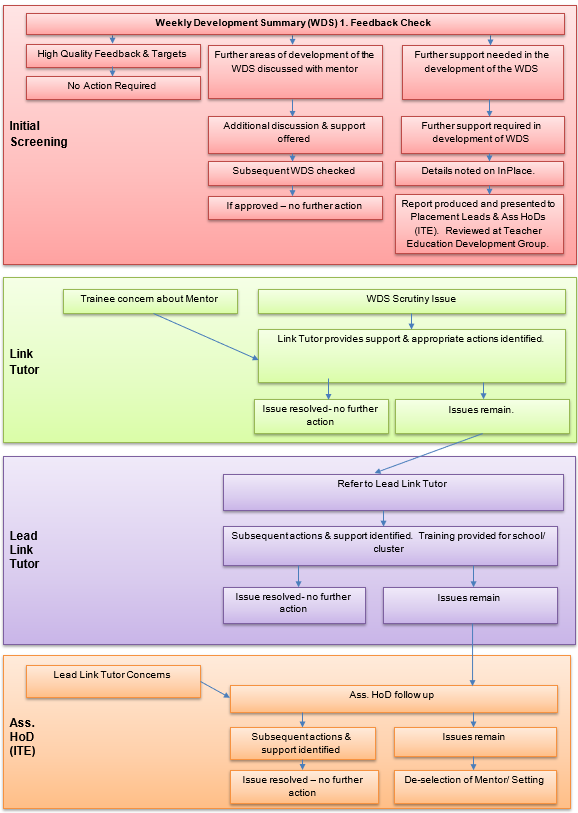 Weekly Development Summary (WDS) 1. Feedback Check
High Quality Feedback & Targets
No Action Required
Further areas of development of the
WDS discussed with mentor
Additional discussion & support
offered
Subsequent WDS checked
If approved – no further action
Further support needed in the
development of the WDS
Further support required in
development of WDS
Details noted on InPlace.
Report produced and presented to
Placement Leads & Ass HoDs
(ITE). Reviewed at Teacher
Education Development Group.
Initial
Screening
Trainee concern about Mentor
WDS Scrutiny Issue
Link Tutor provides support & appropriate actions identified.
Link
Tutor
Issue resolved- no further
action
Issues remain.
Refer to Lead Link Tutor
Lead
Link
Tutor
Subsequent actions & support identified. Training provided for school/
cluster
Issue resolved- no further
action
Issues remain
Lead Link Tutor Concerns
Ass. HoD follow up
Ass.
HoD
(ITE)
Subsequent actions &
support identified
Issues remain
Issue resolved – no further
action
De-selection of Mentor/ Setting